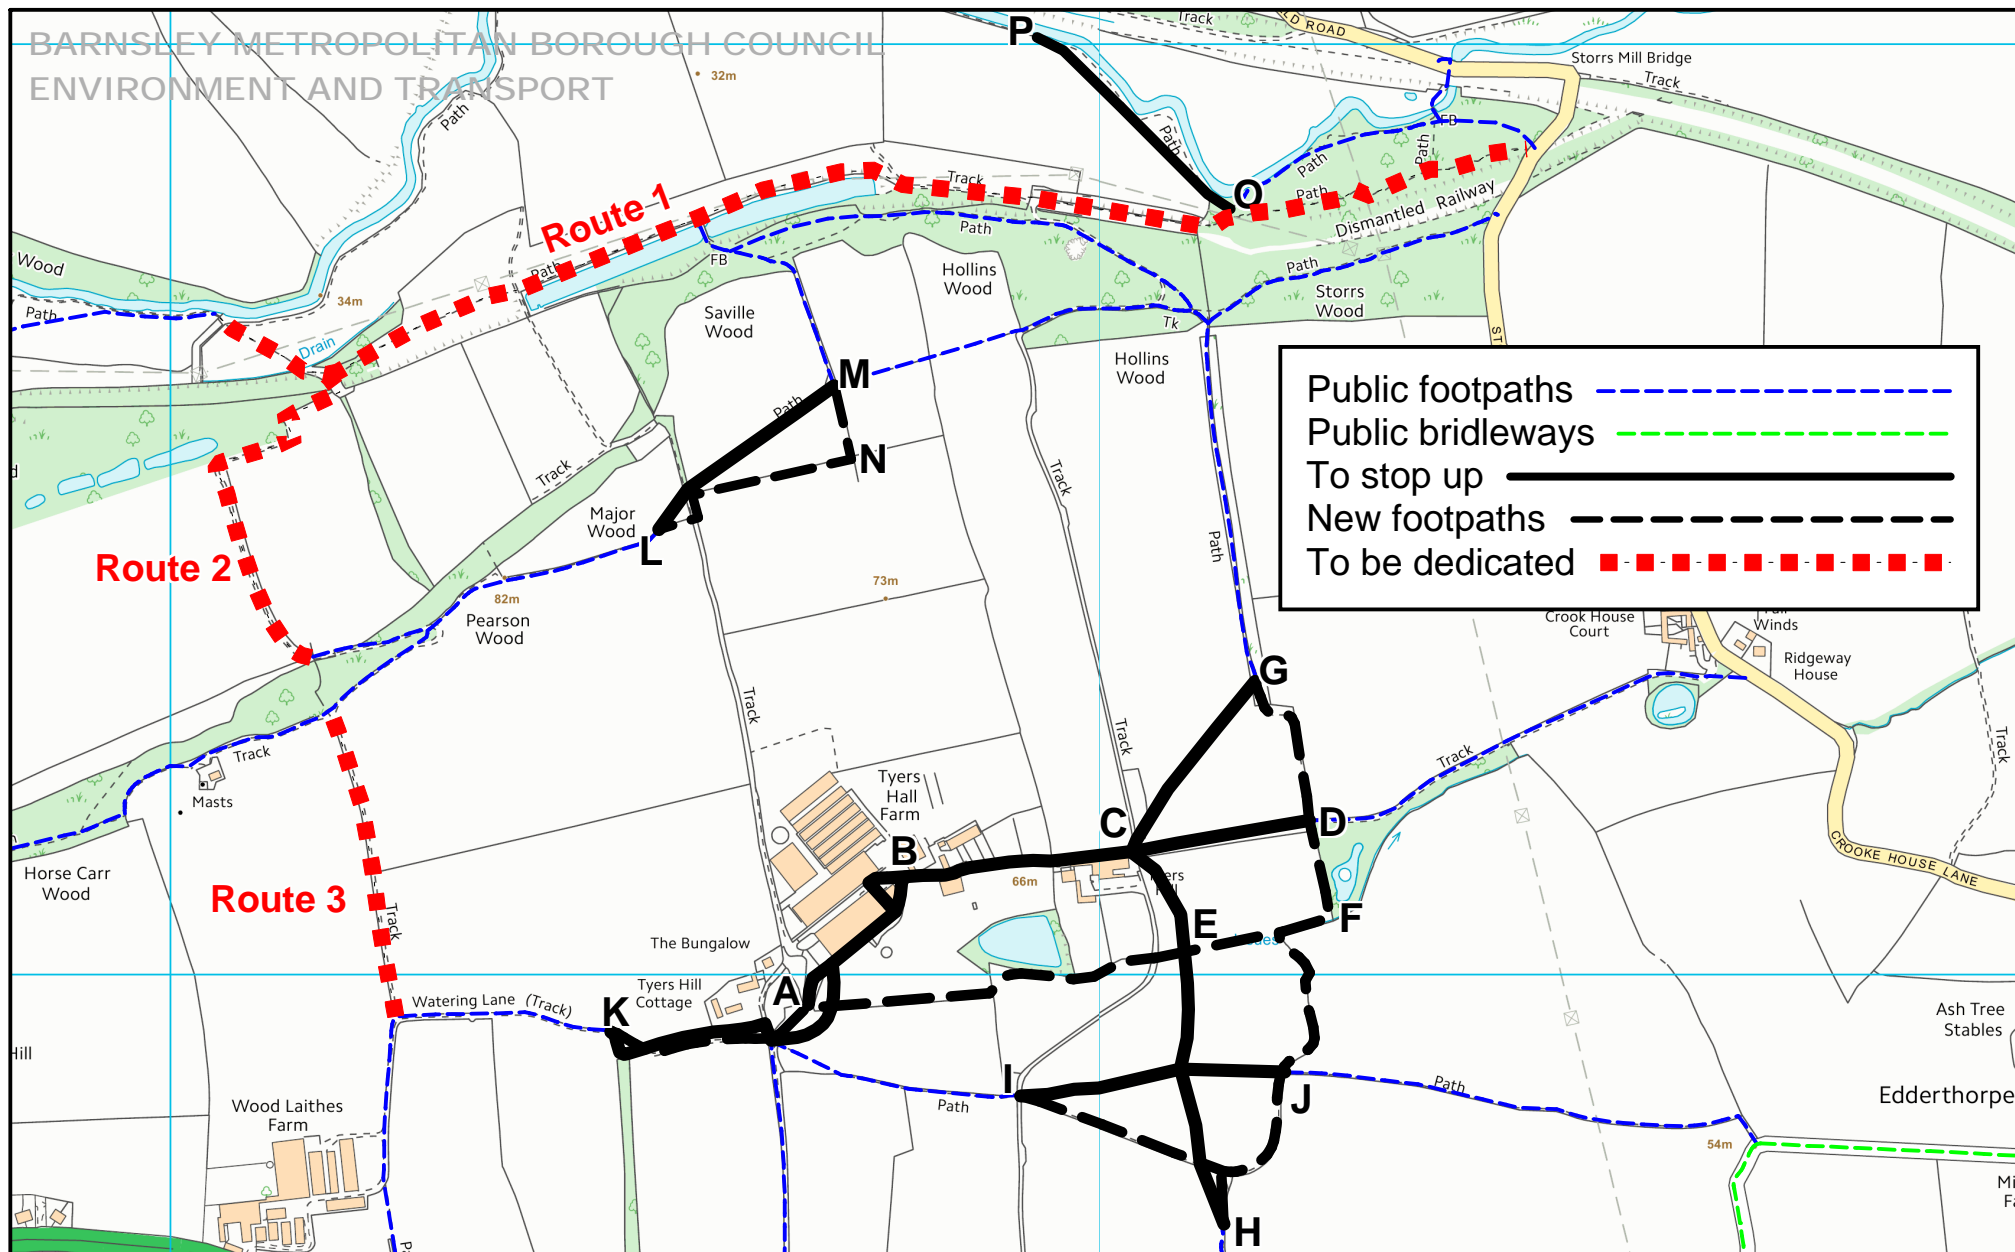 BARNSLEY METROPOLITAN BOROUGH COUNCIL
ENVIRONMENT AND TRANSPORT
P
Track
LD ROAD
Storrs Mill Bridge
Track
32m
Path
Path
FB
Path
Path
Path
O
Dismantled Railway
Track
Route 1
Path
Path
FB
Path
Wood
Path
34m
Drain
Saville
Wood
Hollins
Wood
Storrs
Wood
Tk
ST
Hollins
Wood
M
Path
N
Track
Track
Major
Wood
L
Path
Public footpaths
Public bridleways
To stop up
New footpaths
To be dedicated
Route 2
82m
73m
Pearson
Wood
Crook House
Court
Winds
Ridgeway
House
G
Track
Track
Track
Track
Track
Masts
Tyers
Hall
Farm
C
D
B
66m
CROOKE HOUSE LANE
Horse Carr
Wood
Route 3
Track
E
F
The Bungalow
Tyers Hill
Cottage
A
K
Watering Lane (Track)
Ash Tree
Stables
Hill
I
J
Path
Path
Edderthorpe
Wood Laithes
Farm
54m
H